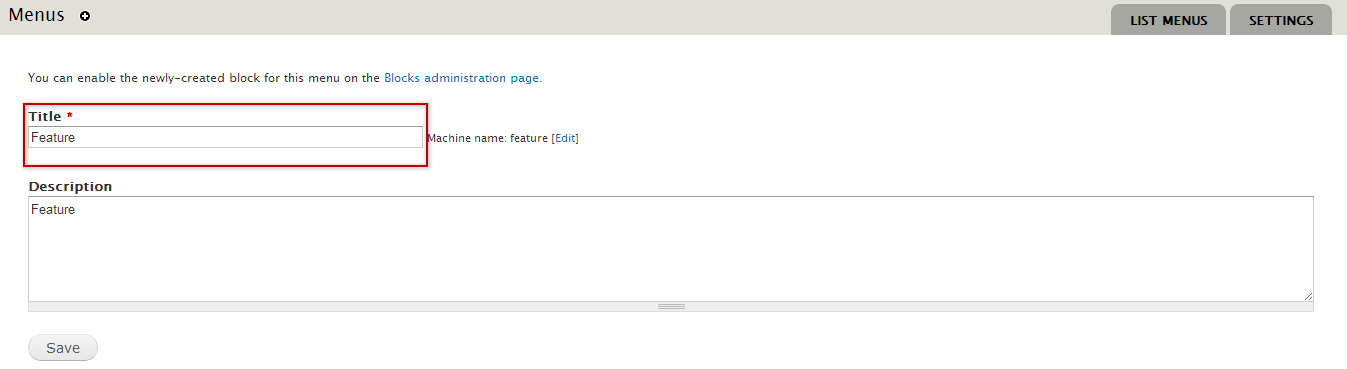 Menus
LIST MENUS
SETTINGS
You can enable the newly-created block for this menu on the Blocks administration page.
Title *
Feature
Machine name: feature [Edit]
Description
Feature
Save